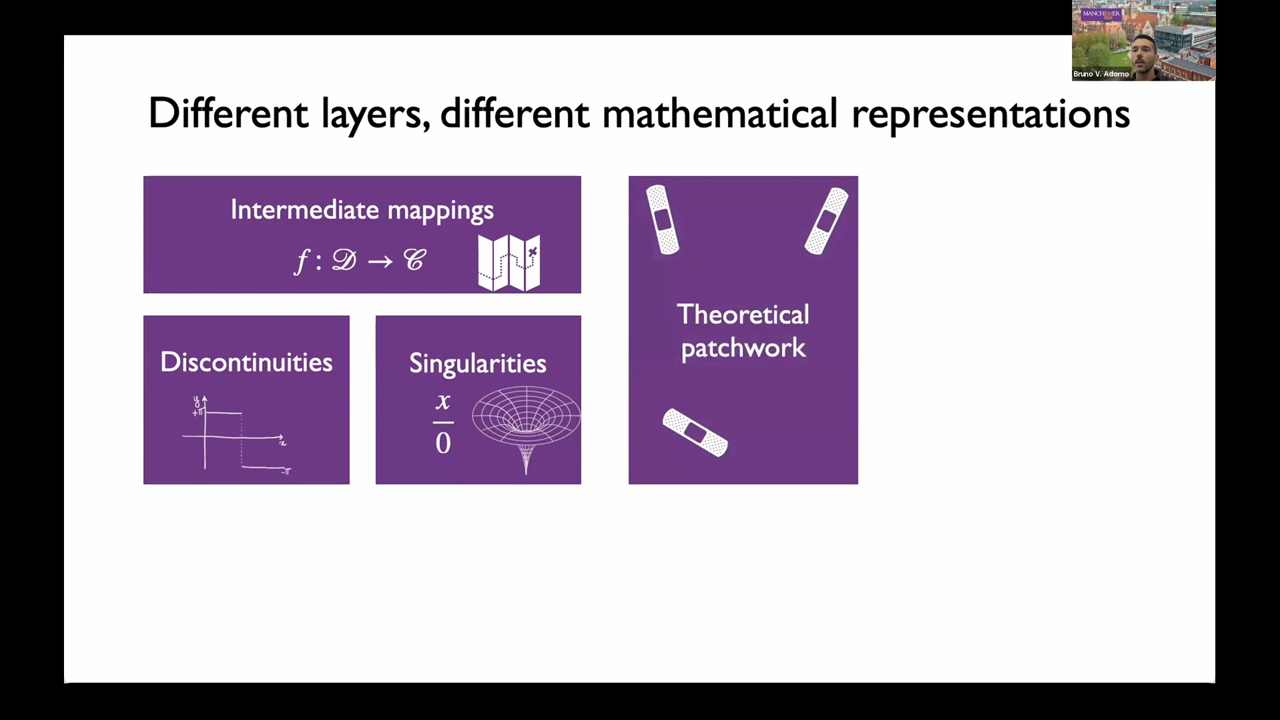 MANCHESTER
Bruno V. Adorno
Different layers, different mathematical representations
Intermediate mappings
f : 𝒟 → 𝒞
Discontinuities
y
+π
x
-π
Singularities
x
0
Theoretical
patchwork